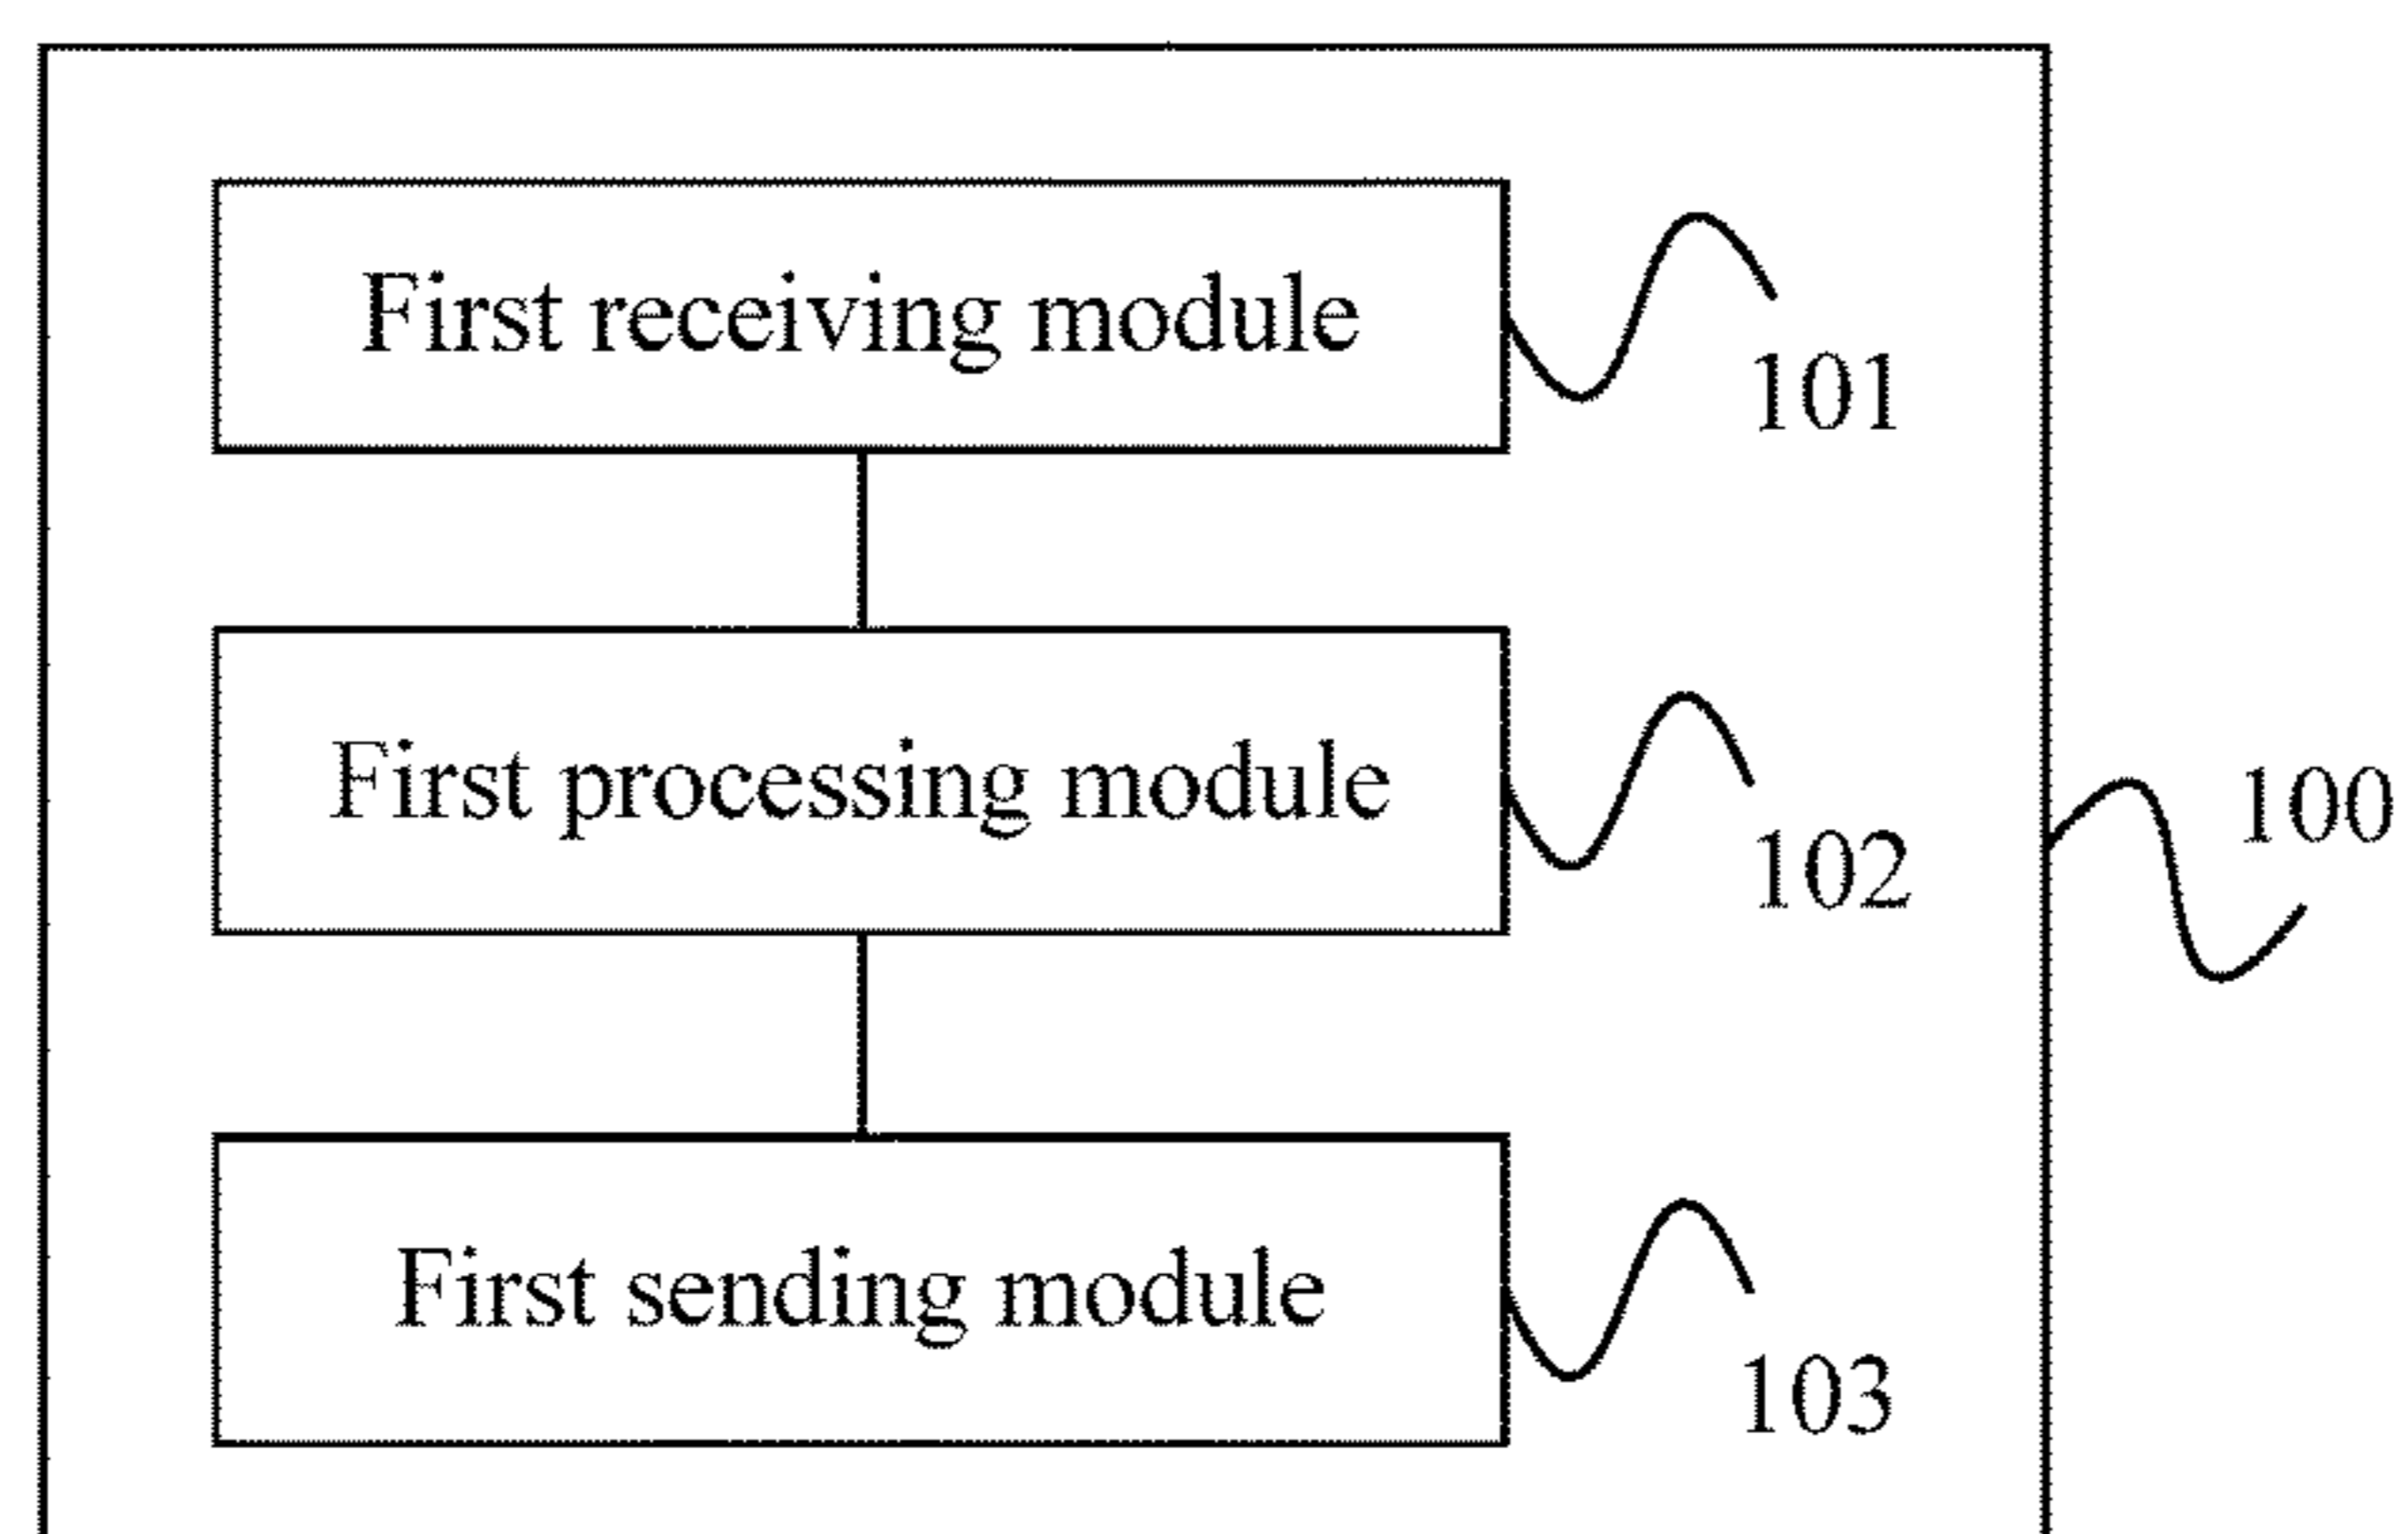 First receiving module
101
First processing module
100
102
First sending module
103